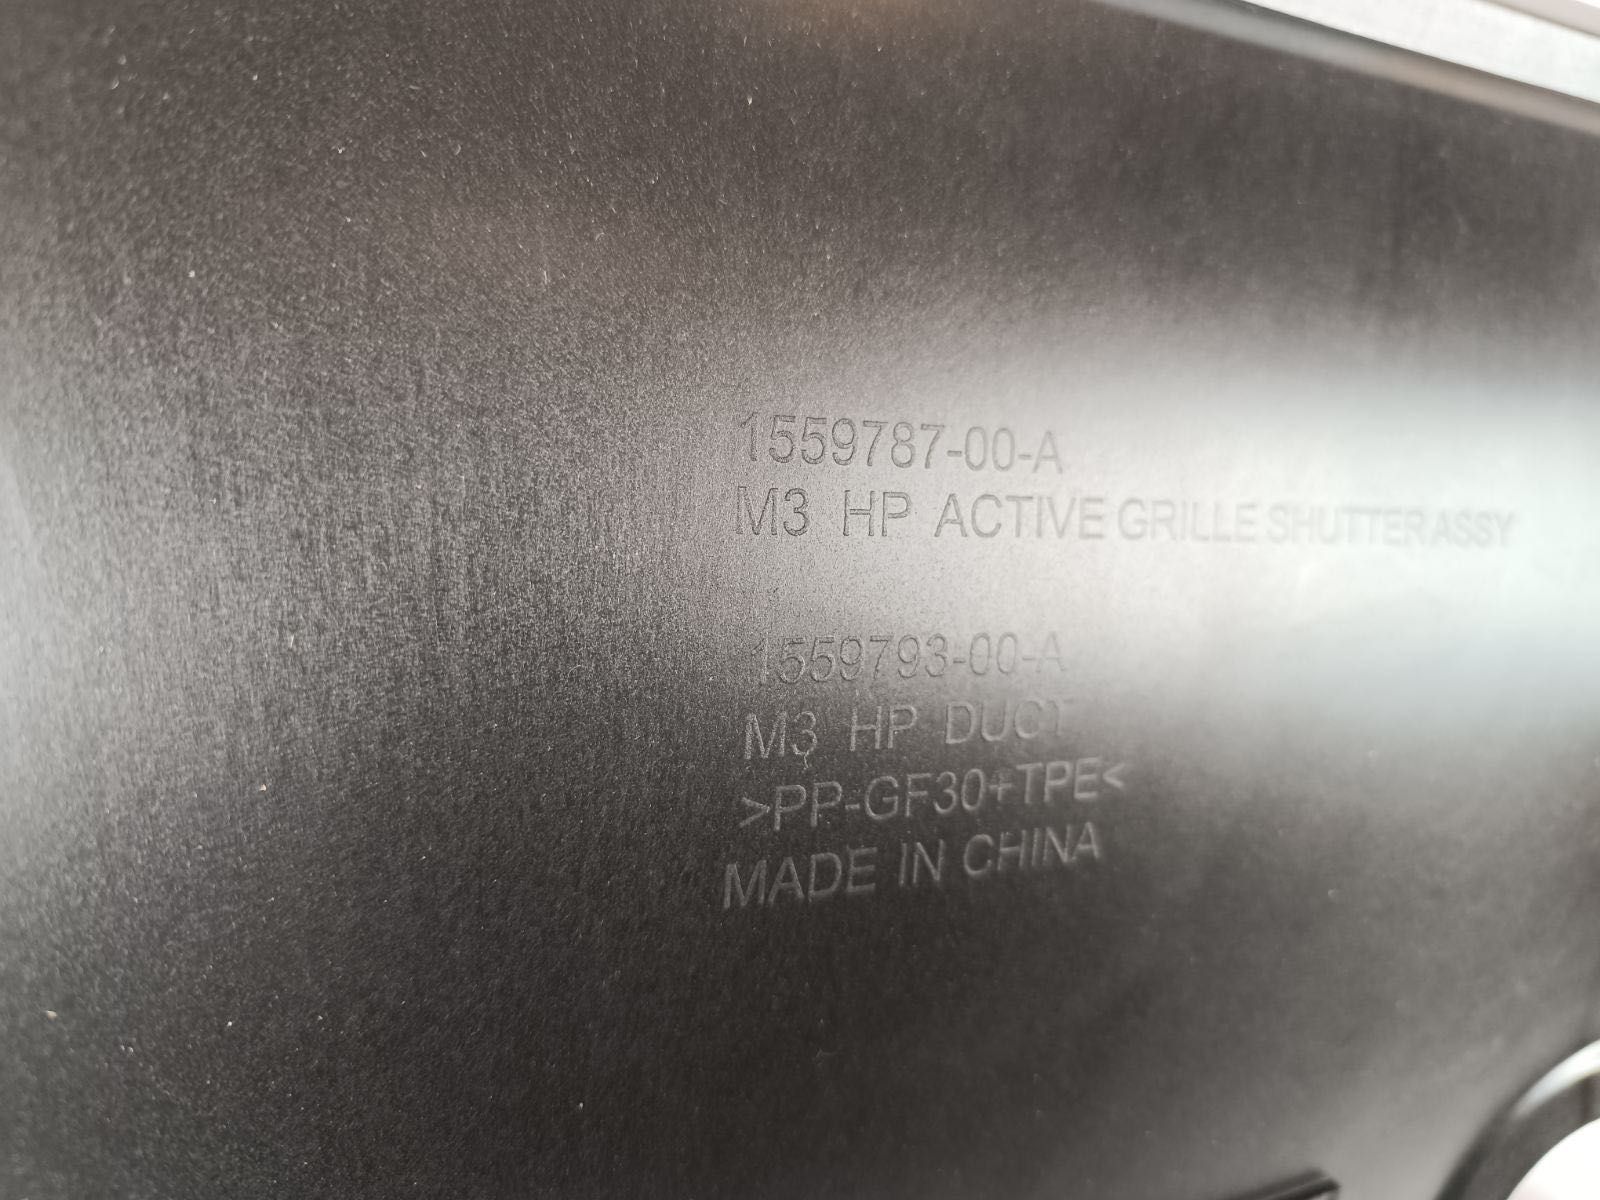 1559787-00-A
M3 HP ACTIVE GRILLE SHUTTER ASSY
1559793-00-A
M3 HP DUCT
>PP-GF30+TPE<
MADE IN CHINA